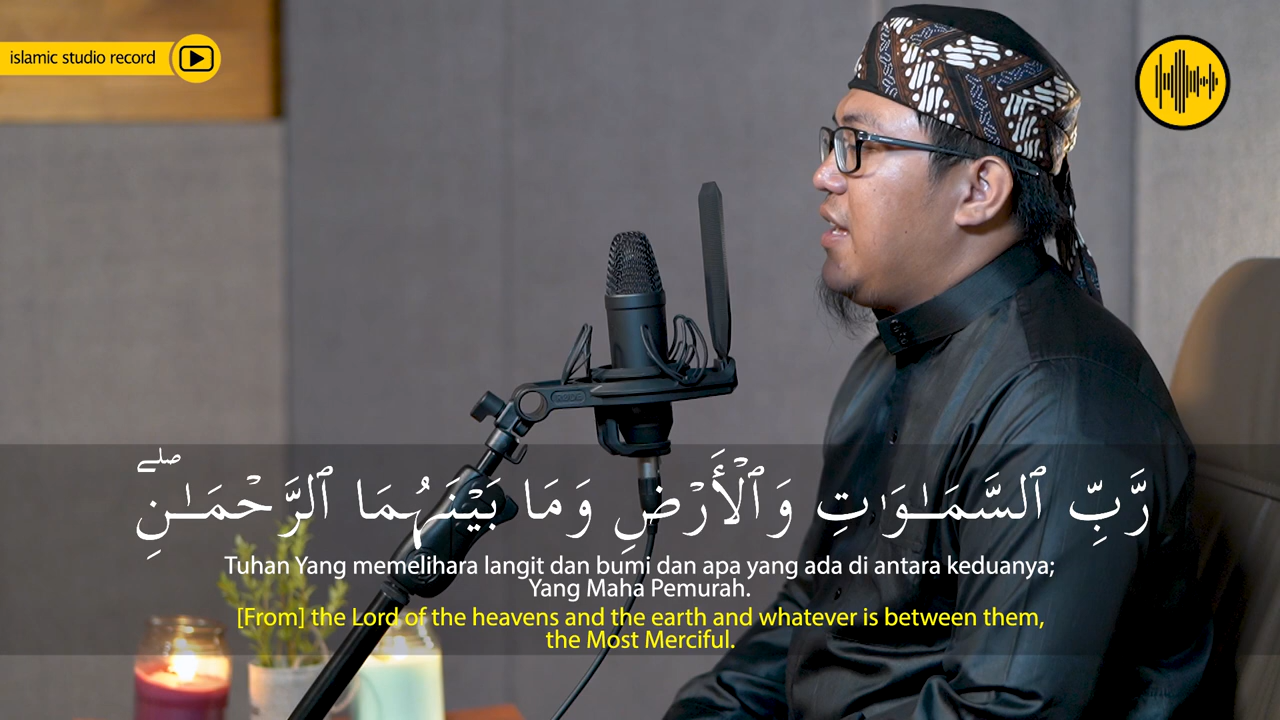 islamic studio record
رَّبِّ ٱلسَّمَـٰوَٰتِ وَٱلْأَرْضِ وَمَا بَيْنَهُمَا ٱلرَّحْمَـٰنِ ۖ
Tuhan Yang memelihara langit dan bumi dan apa yang ada di antara keduanya;
Yang Maha Pemurah.
[From] the Lord of the heavens and the earth and whatever is between them,
the Most Merciful.